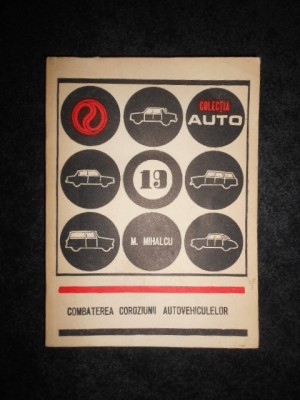 COLECȚIA
AUTO
19
M. MIHALCU
COMBATEREA COROZIUNII AUTOVEHICULELOR